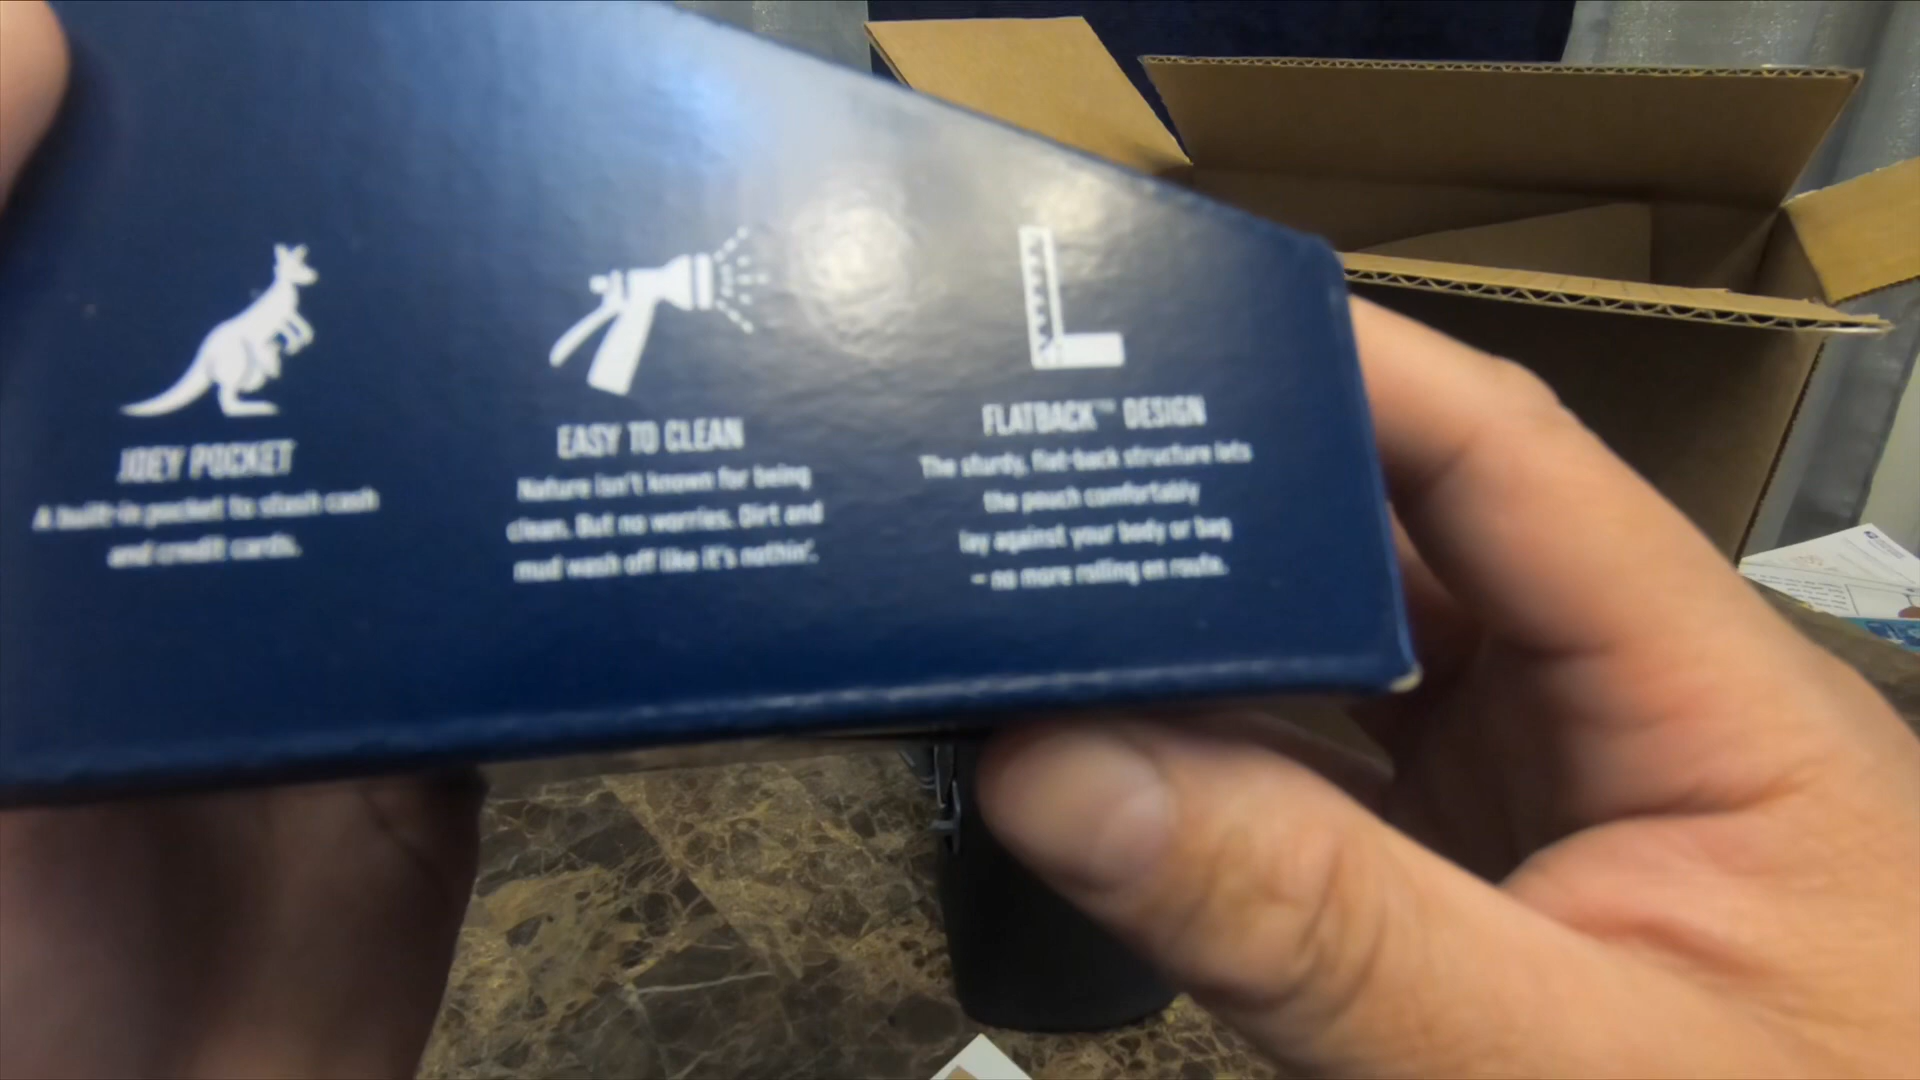 JOEY POCKET
A built-in pocket to stash cash
and credit cards.
EASY TO CLEAN
Nature isn't known for being
clean. But no worries. Dirt and
mud wash off like it's nothin'.
FLATBACK™ DESIGN
The sturdy, flat-back structure lets
the pouch comfortably
lay against your body or bag
– no more rolling en route.